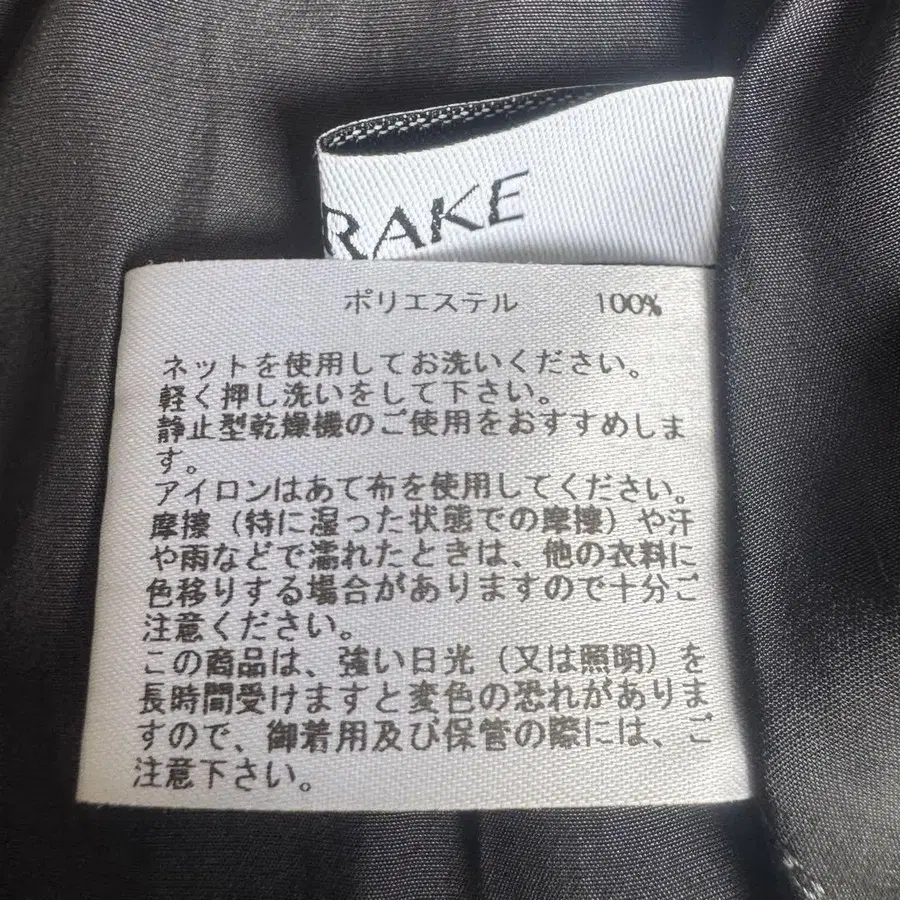 RAKE
ポリエステル 100%
ネットを使用してお洗いください。
軽く押し洗いをして下さい。
静止型乾燥機のご使用をおすすめしま
す。
アイロンはあて布を使用してください。
摩擦(特に湿った状態での摩擦)や汗
や雨などで濡れたときは、他の衣料に
色移りする場合がありますので十分ご
注意ください。
この商品は、強い日光(又は照明)を
長時間受けますと変色の恐れがありま
すので、御着用及び保管の際には、ご
注意下さい。